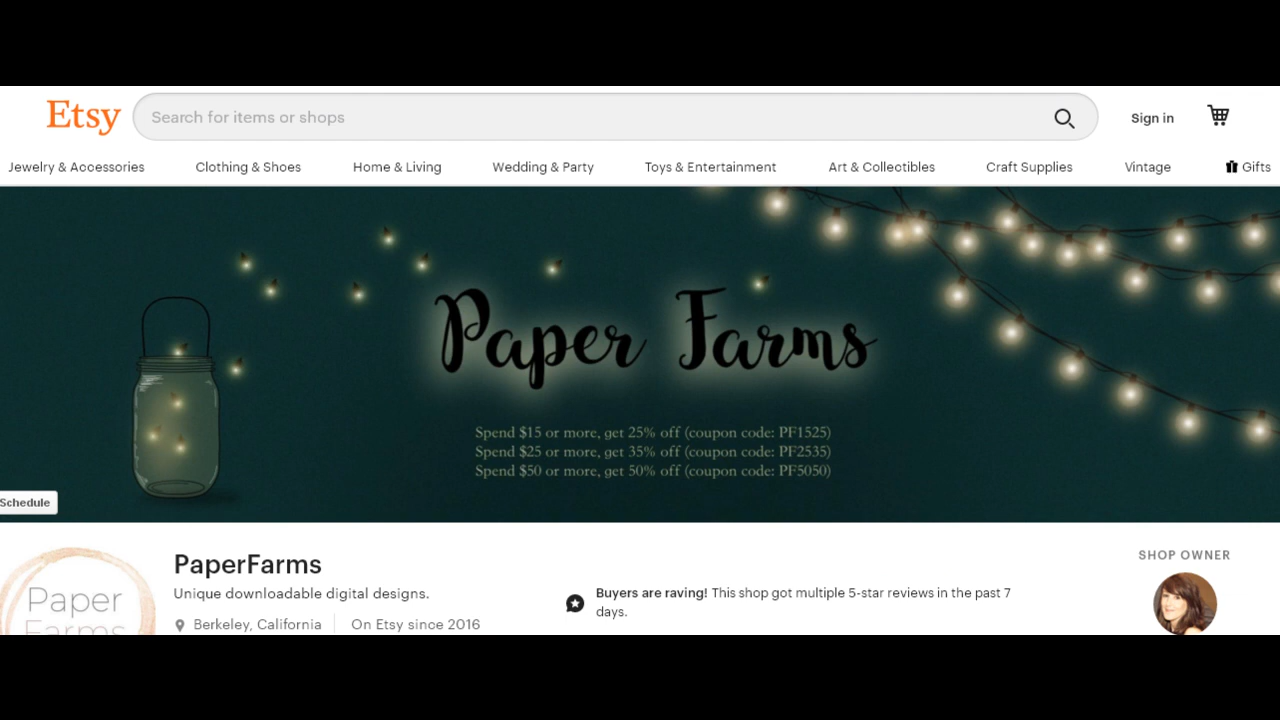 Etsy
Search for items or shops
Sign in
Jewelry & Accessories
Clothing & Shoes
Home & Living
Wedding & Party
Toys & Entertainment
Art & Collectibles
Craft Supplies
Vintage
Gifts
Paper Farms
Spend $15 or more, get 25% off (coupon code: PF1525)
Spend $25 or more, get 35% off (coupon code: PF2535)
Spend $50 or more, get 50% off (coupon code: PF5050)
Schedule
Paper
Farms
PaperFarms
Unique downloadable digital designs.
Berkeley, California
On Etsy since 2016
Buyers are raving! This shop got multiple 5-star reviews in the past 7
days.
SHOP OWNER